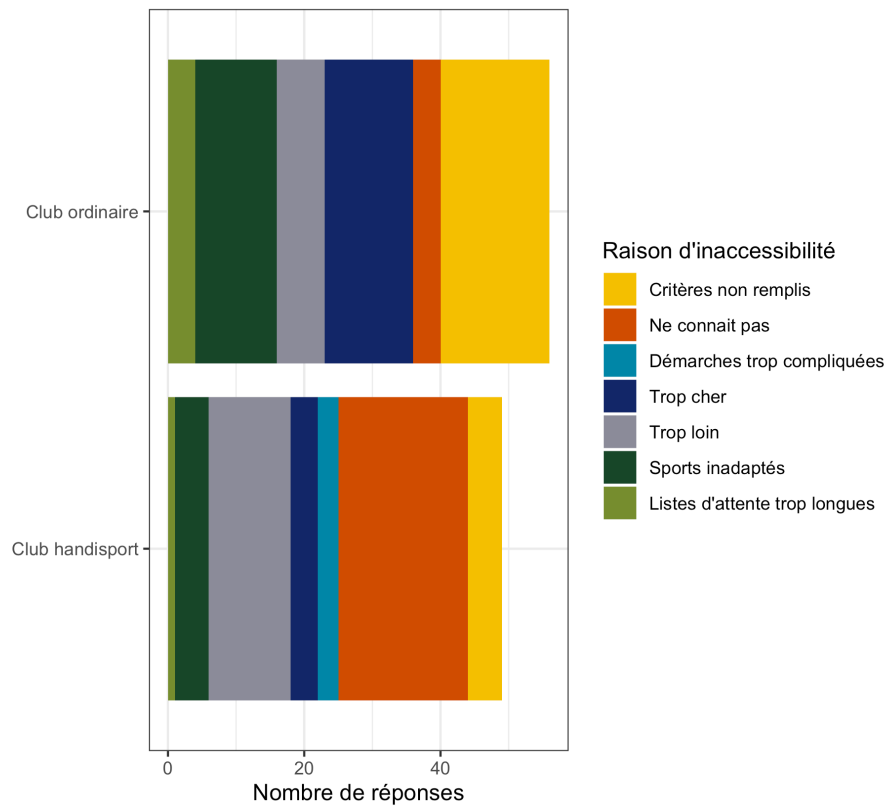 Club ordinaire
Club handisport
0 20 40
Nombre de réponses
Raison d'inaccessibilité
Critères non remplis
Ne connait pas
Démarches trop compliquées
Trop cher
Trop loin
Sports inadaptés
Listes d'attente trop longues